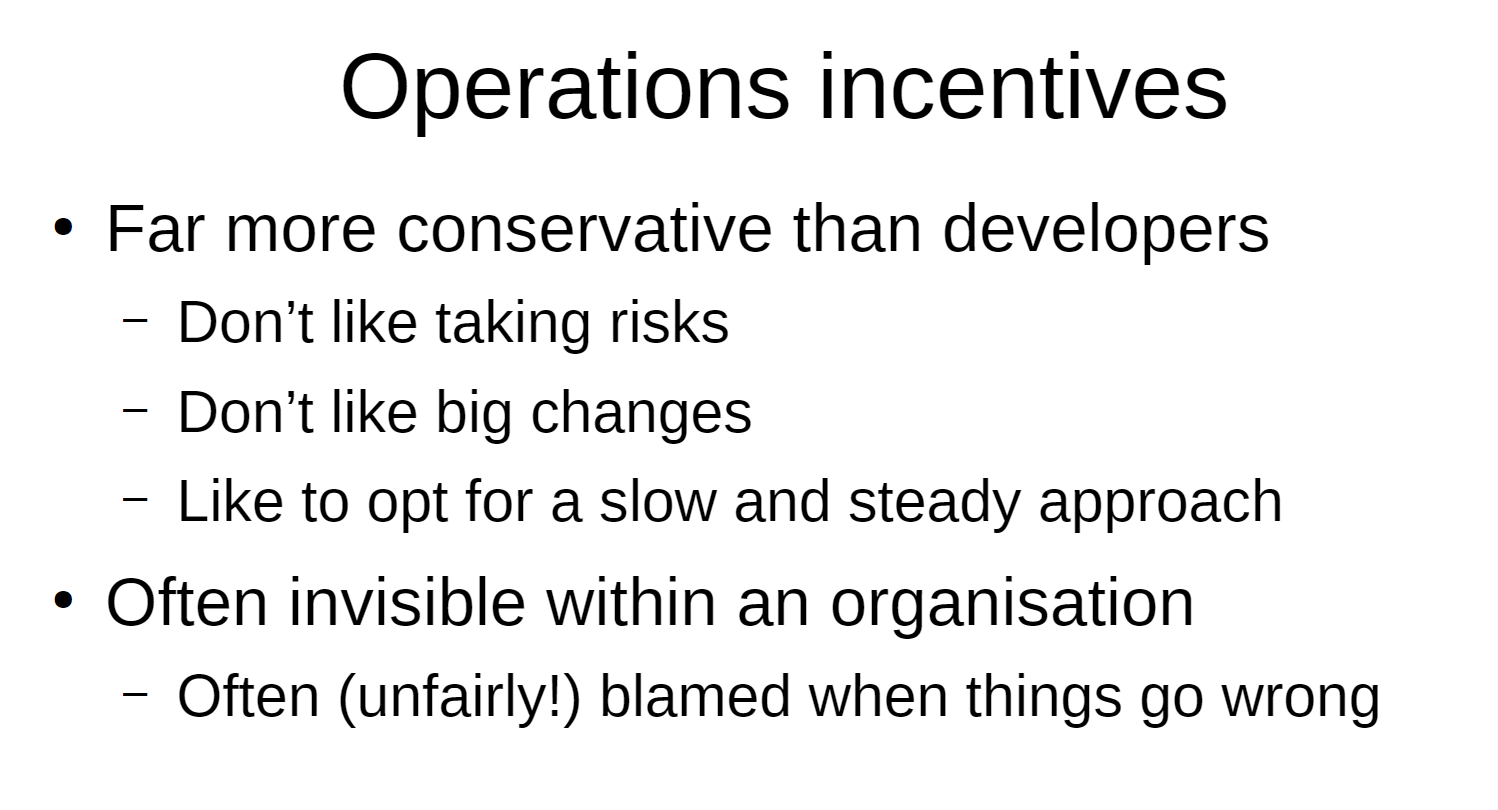 Operations incentives
• Far more conservative than developers
– Don’t like taking risks
– Don’t like big changes
– Like to opt for a slow and steady approach
• Often invisible within an organisation
– Often (unfairly!) blamed when things go wrong